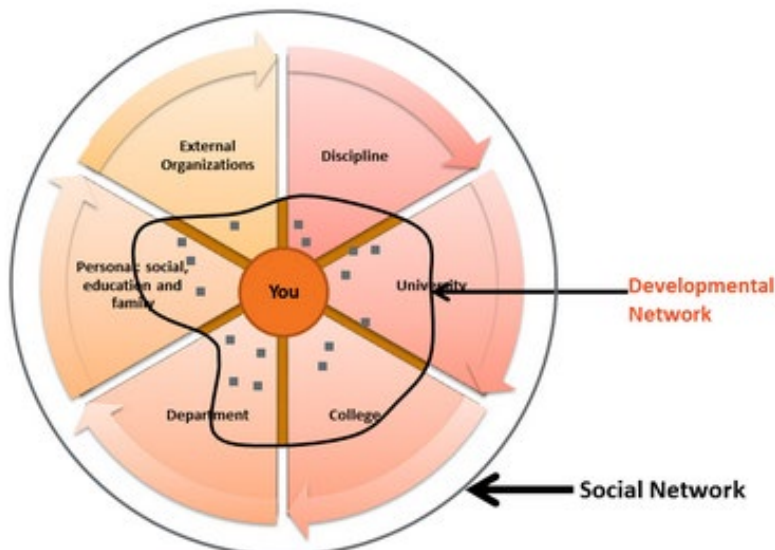 External
Organizations
Discipline
Personal: social,
education and
family
You
University
Developmental
Network
Department
College
Social Network